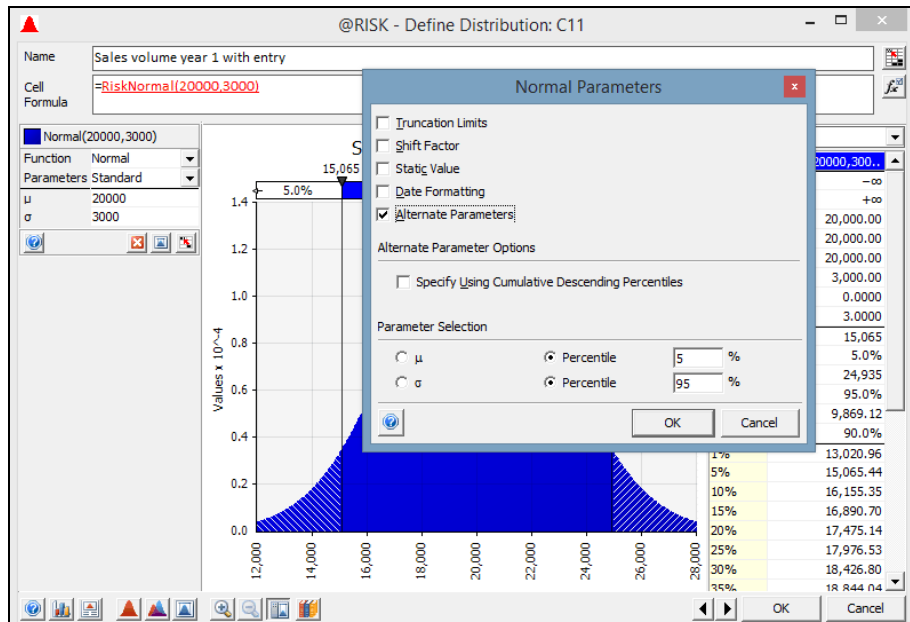 @RISK - Define Distribution: C11
Name
Sales volume year 1 with entry
Cell Formula
=RiskNormal(20000,3000)
Normal(20000,3000)
Function Normal
Parameters Standard
μ 20000
σ 3000
S
15,065
5.0%
Values x 10^-4
1.4
1.2
1.0
0.8
0.6
0.4
0.2
0.0
12,000
14,000
16,000
18,000
20,000
22,000
24,000
26,000
28,000
Normal Parameters
Truncation Limits
Shift Factor
Static Value
Date Formatting
Alternate Parameters
Alternate Parameter Options
Specify Using Cumulative Descending Percentiles
Parameter Selection
μ Percentile 5 %
σ Percentile 95 %
OK Cancel
20000,300..
−∞
+∞
20,000.00
20,000.00
20,000.00
3,000.00
0.0000
3.0000
15,065
5.0%
24,935
95.0%
9,869.12
90.0%
1% 13,020.96
5% 15,065.44
10% 16,155.35
15% 16,890.70
20% 17,475.14
25% 17,976.53
30% 18,426.80
35% 18,844.04
OK Cancel